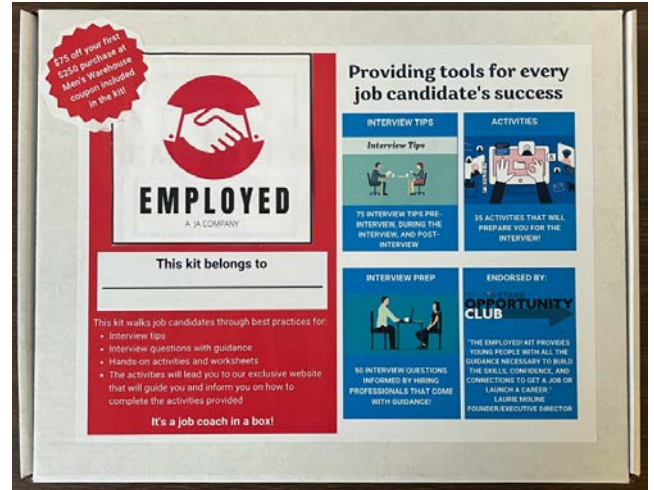 $75 off your first
$250 purchase at
Men's Warehouse
coupon included
in the kit!
EMPLOYED
A JA COMPANY
This kit belongs to
This kit walks job candidates through best practices for:
• Interview tips
• Interview questions with guidance
• Hands-on activities and worksheets
• The activities will lead you to our exclusive website
that will guide you and inform you on how to
complete the activities provided
It's a job coach in a box!
Providing tools for every
job candidate's success
INTERVIEW TIPS
Interview Tips
75 INTERVIEW TIPS PRE-
INTERVIEW, DURING THE
INTERVIEW, AND POST-
INTERVIEW
ACTIVITIES
35 ACTIVITIES THAT WILL
PREPARE YOU FOR THE
INTERVIEW!
INTERVIEW PREP
50 INTERVIEW QUESTIONS
INFORMED BY HIRING
PROFESSIONALS THAT COME
WITH GUIDANCE!
ENDORSED BY:
OPPORTUNITY
CLUB
"THE EMPLOYED! KIT PROVIDES
YOUNG PEOPLE WITH ALL THE
GUIDANCE NECESSARY TO BUILD
THE SKILLS, CONFIDENCE, AND
CONNECTIONS TO GET A JOB OR
LAUNCH A CAREER."
LAURIE MOLINE
FOUNDER/EXECUTIVE DIRECTOR